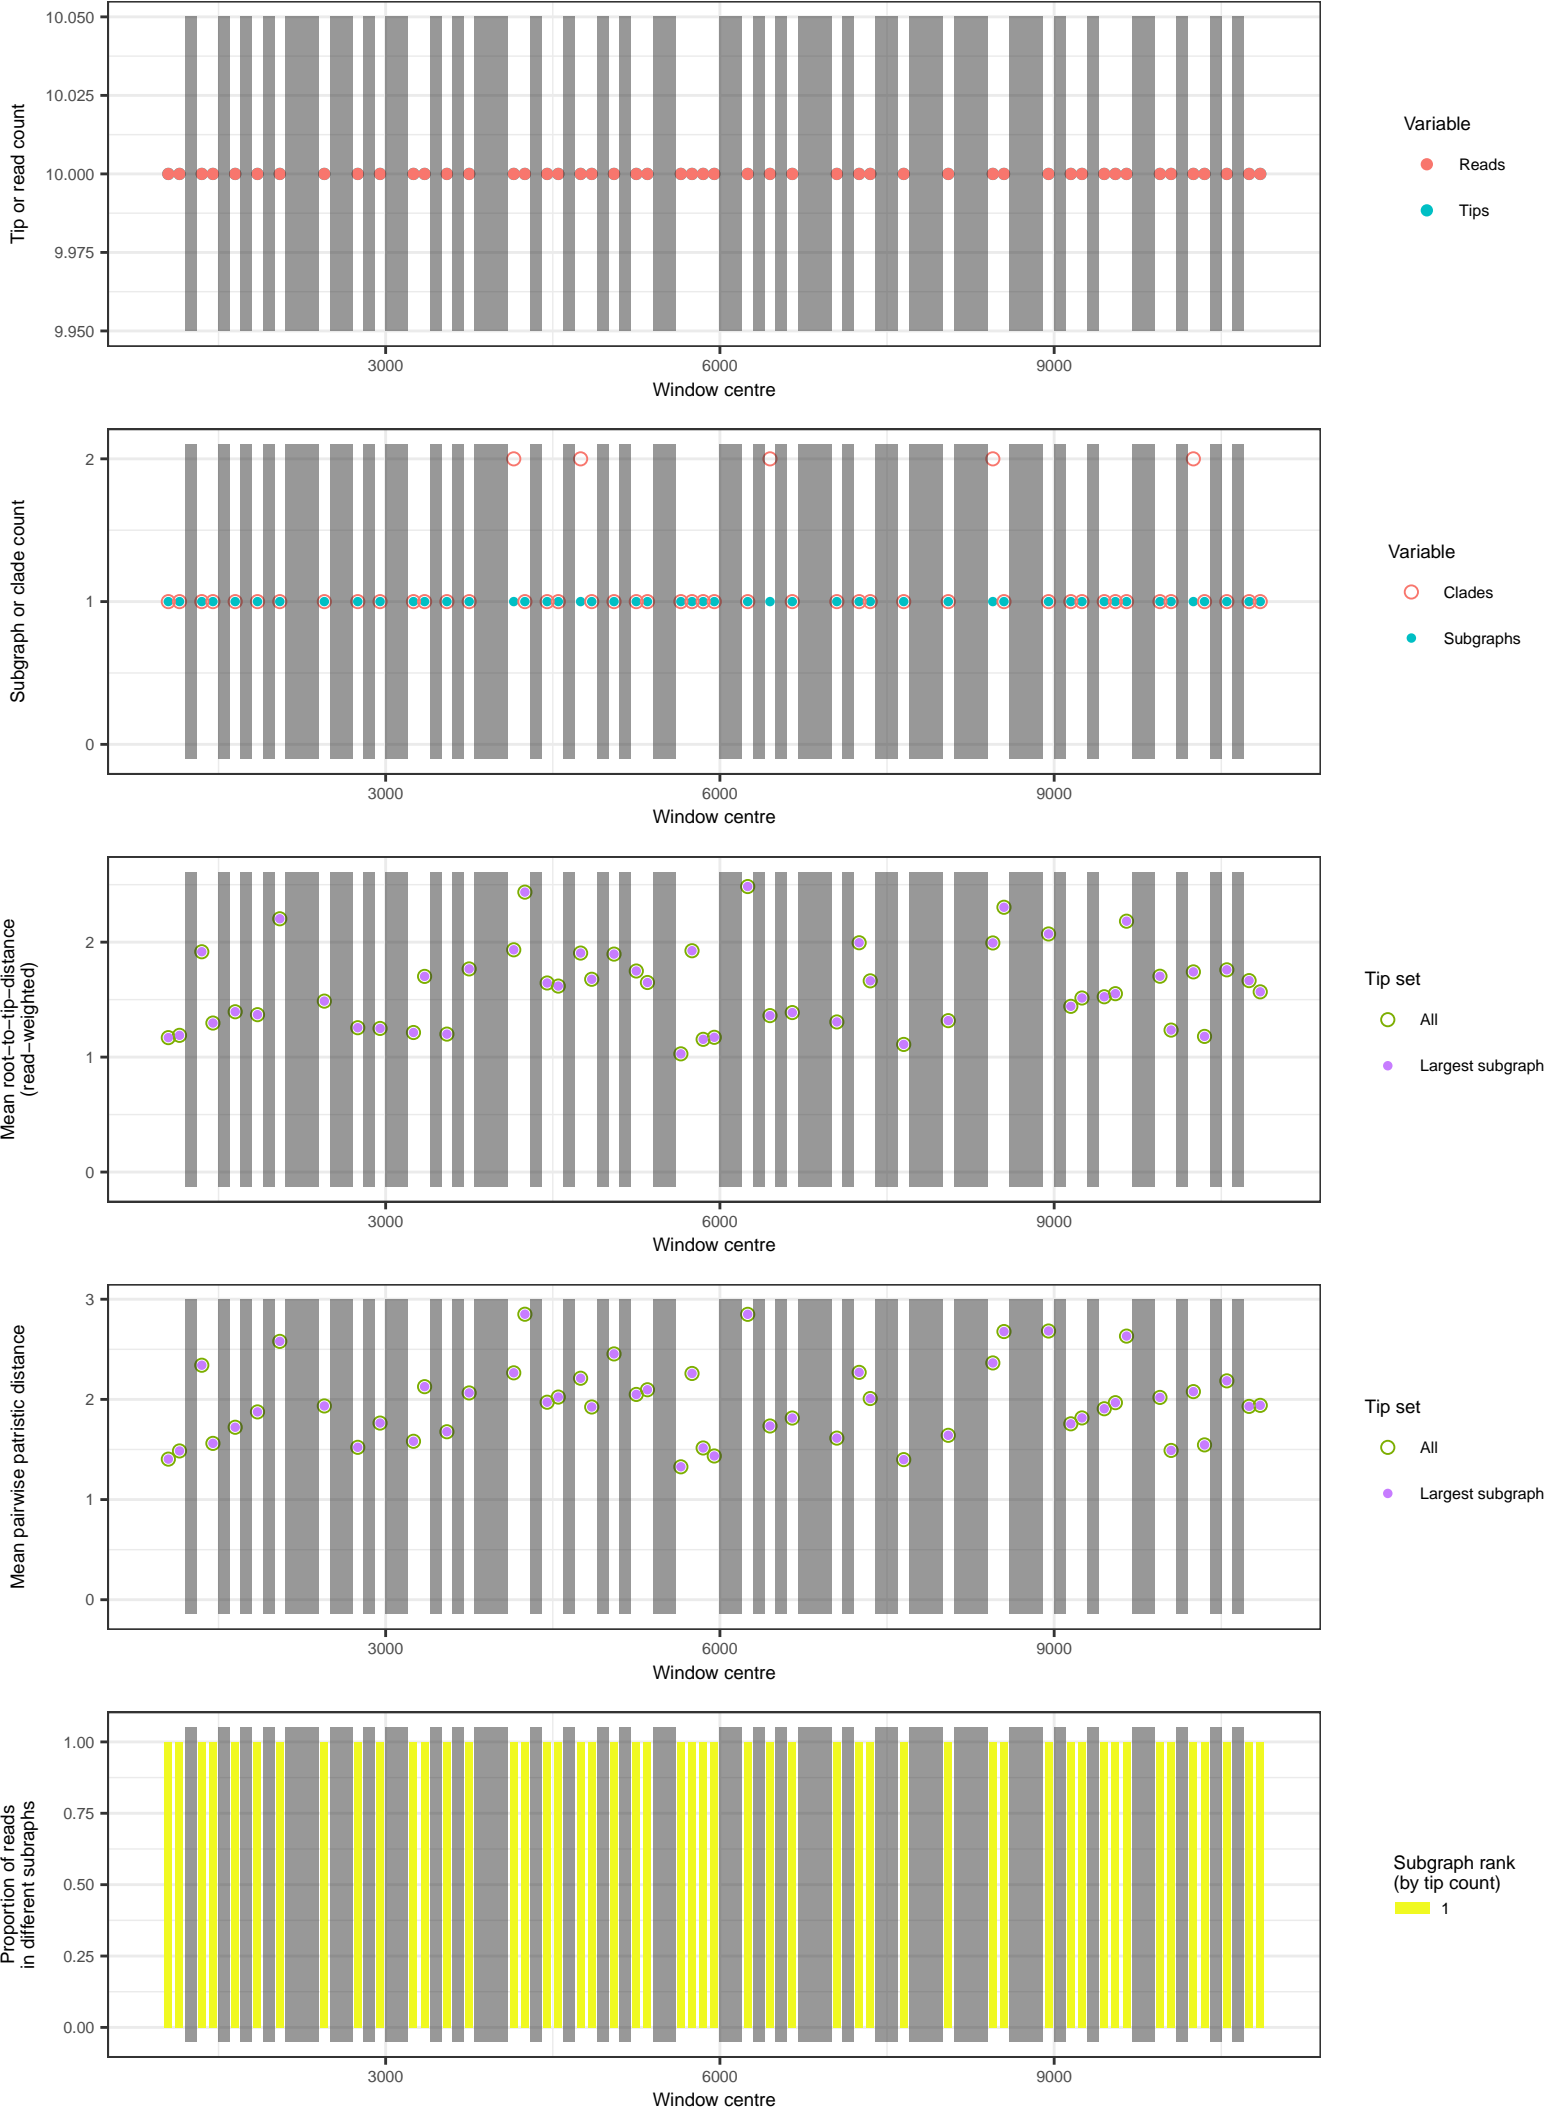 10.050
10.025
10.000
9.975
9.950
Tip or read count
3000
6000
9000
Window centre
Variable
Reads
Tips
2
1
0
Subgraph or clade count
3000
6000
9000
Window centre
Variable
Clades
Subgraphs
2
1
0
Mean root−to−tip−distance
(read−weighted)
3000
6000
9000
Window centre
Tip set
All
Largest subgraph
3
2
1
0
Mean pairwise patristic distance
3000
6000
9000
Window centre
Tip set
All
Largest subgraph
1.00
0.75
0.50
0.25
0.00
Proportion of reads
in different subraphs
3000
6000
9000
Window centre
Subgraph rank
(by tip count)
1